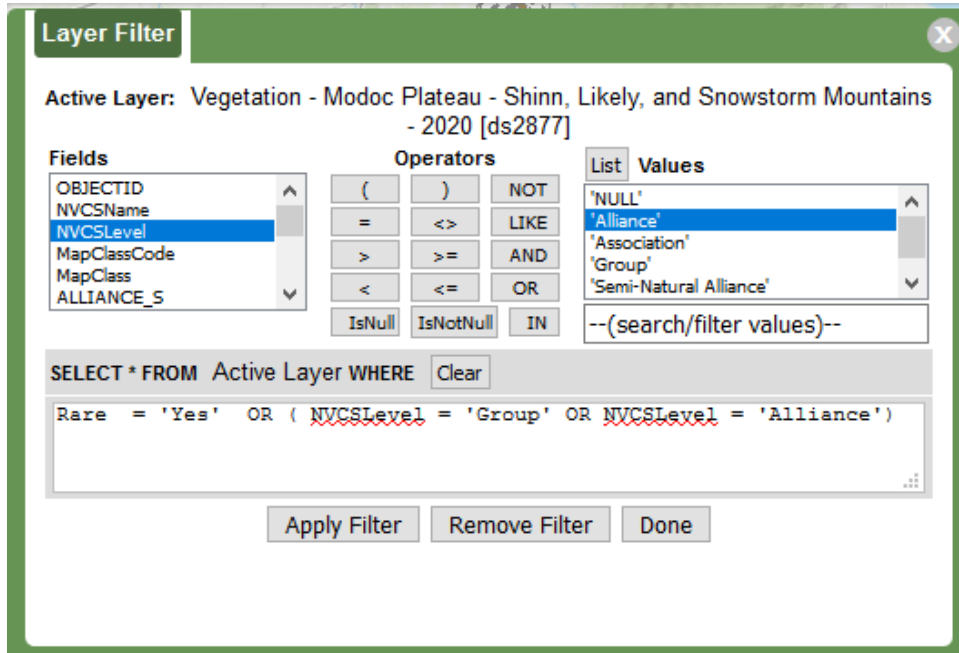 Layer Filter
X
Active Layer: Vegetation - Modoc Plateau - Shinn, Likely, and Snowstorm Mountains
- 2020 [ds2877]
Fields
Operators
List Values
OBJECTID
NVCSName
NVCSLevel
MapClassCode
MapClass
ALLIANCE_S
( ) NOT
= <> LIKE
> >= AND
< <= OR
IsNull IsNotNull IN
'NULL'
'Alliance'
'Association'
'Group'
'Semi-Natural Alliance'
--(search/filter values)--
SELECT * FROM Active Layer WHERE Clear
Rare = 'Yes' OR ( NVCSLevel = 'Group' OR NVCSLevel = 'Alliance')
Apply Filter Remove Filter Done